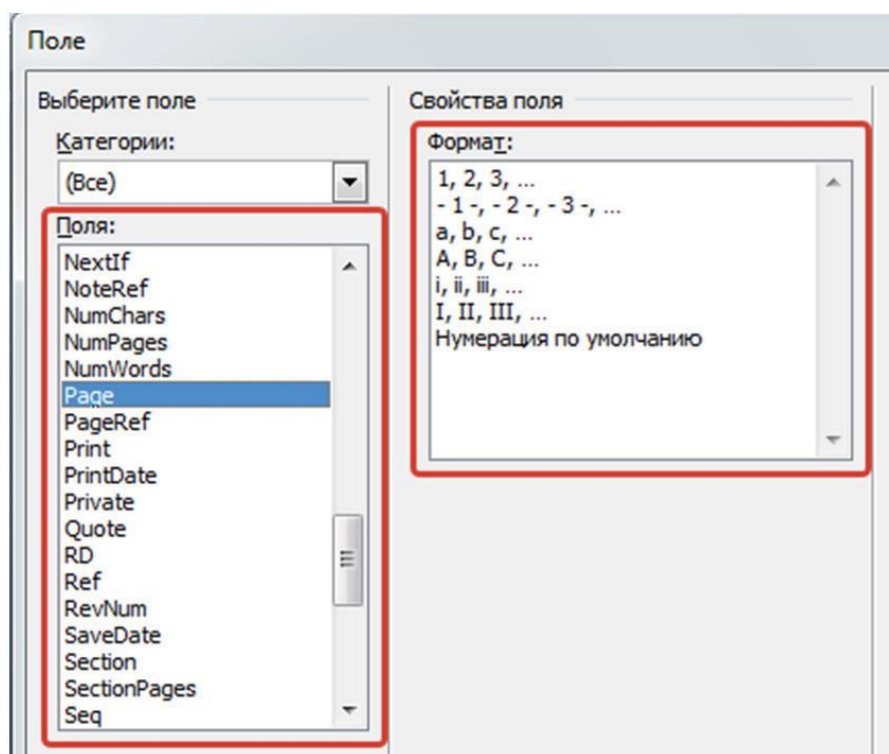 Поле
Выберите поле
Категории:
(Все)
Поля:
NextIf
NoteRef
NumChars
NumPages
NumWords
Page
PageRef
Print
PrintDate
Private
Quote
RD
Ref
RevNum
SaveDate
Section
SectionPages
Seq
Свойства поля
Формат:
1, 2, 3, ...
- 1 -, - 2 -, - 3 -, ...
a, b, c, ...
A, B, C, ...
i, ii, iii, ...
I, II, III, ...
Нумерация по умолчанию